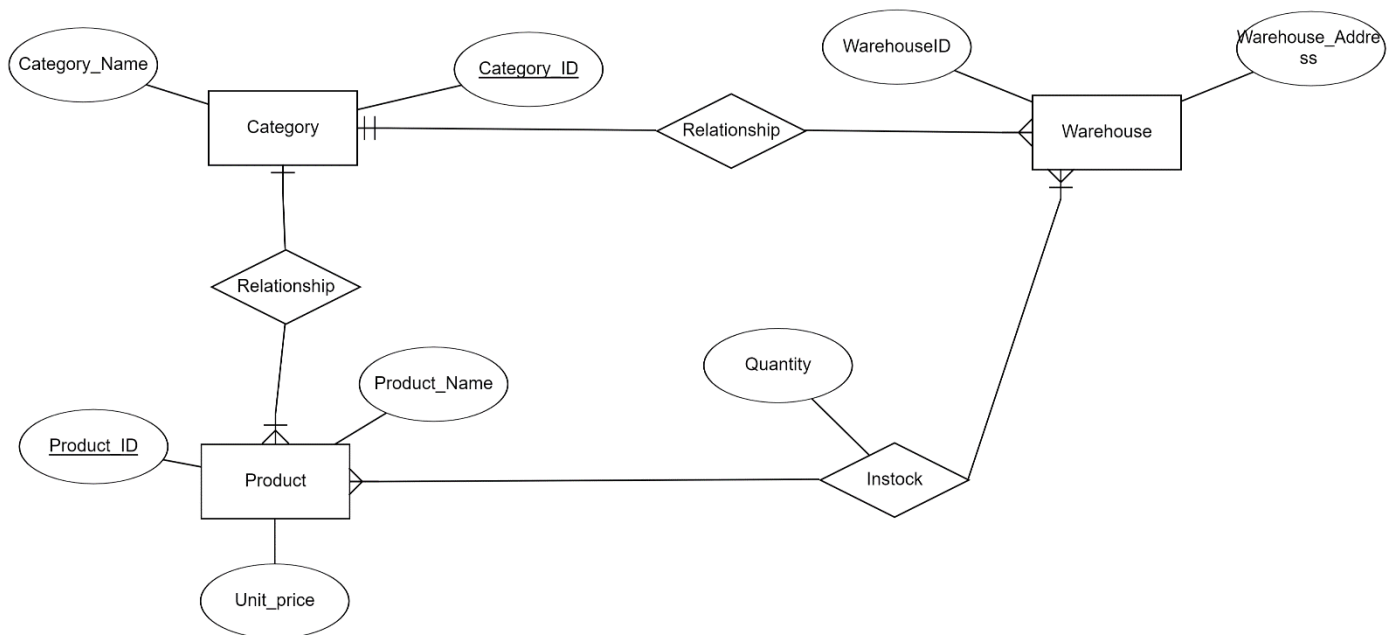 Category_Name
Category_ID
WarehouseID
Warehouse_Addre
ss
Category
Relationship
Warehouse
Relationship
Product_Name
Quantity
Product_ID
Product
Instock
Unit_price